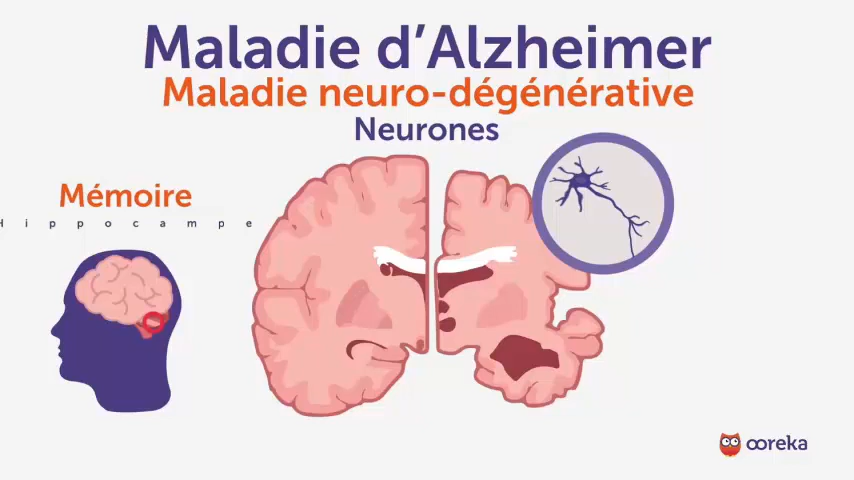 Maladie d'Alzheimer
Maladie neuro-dégénérative
Neurones
Mémoire
Hippocampe
ooreka